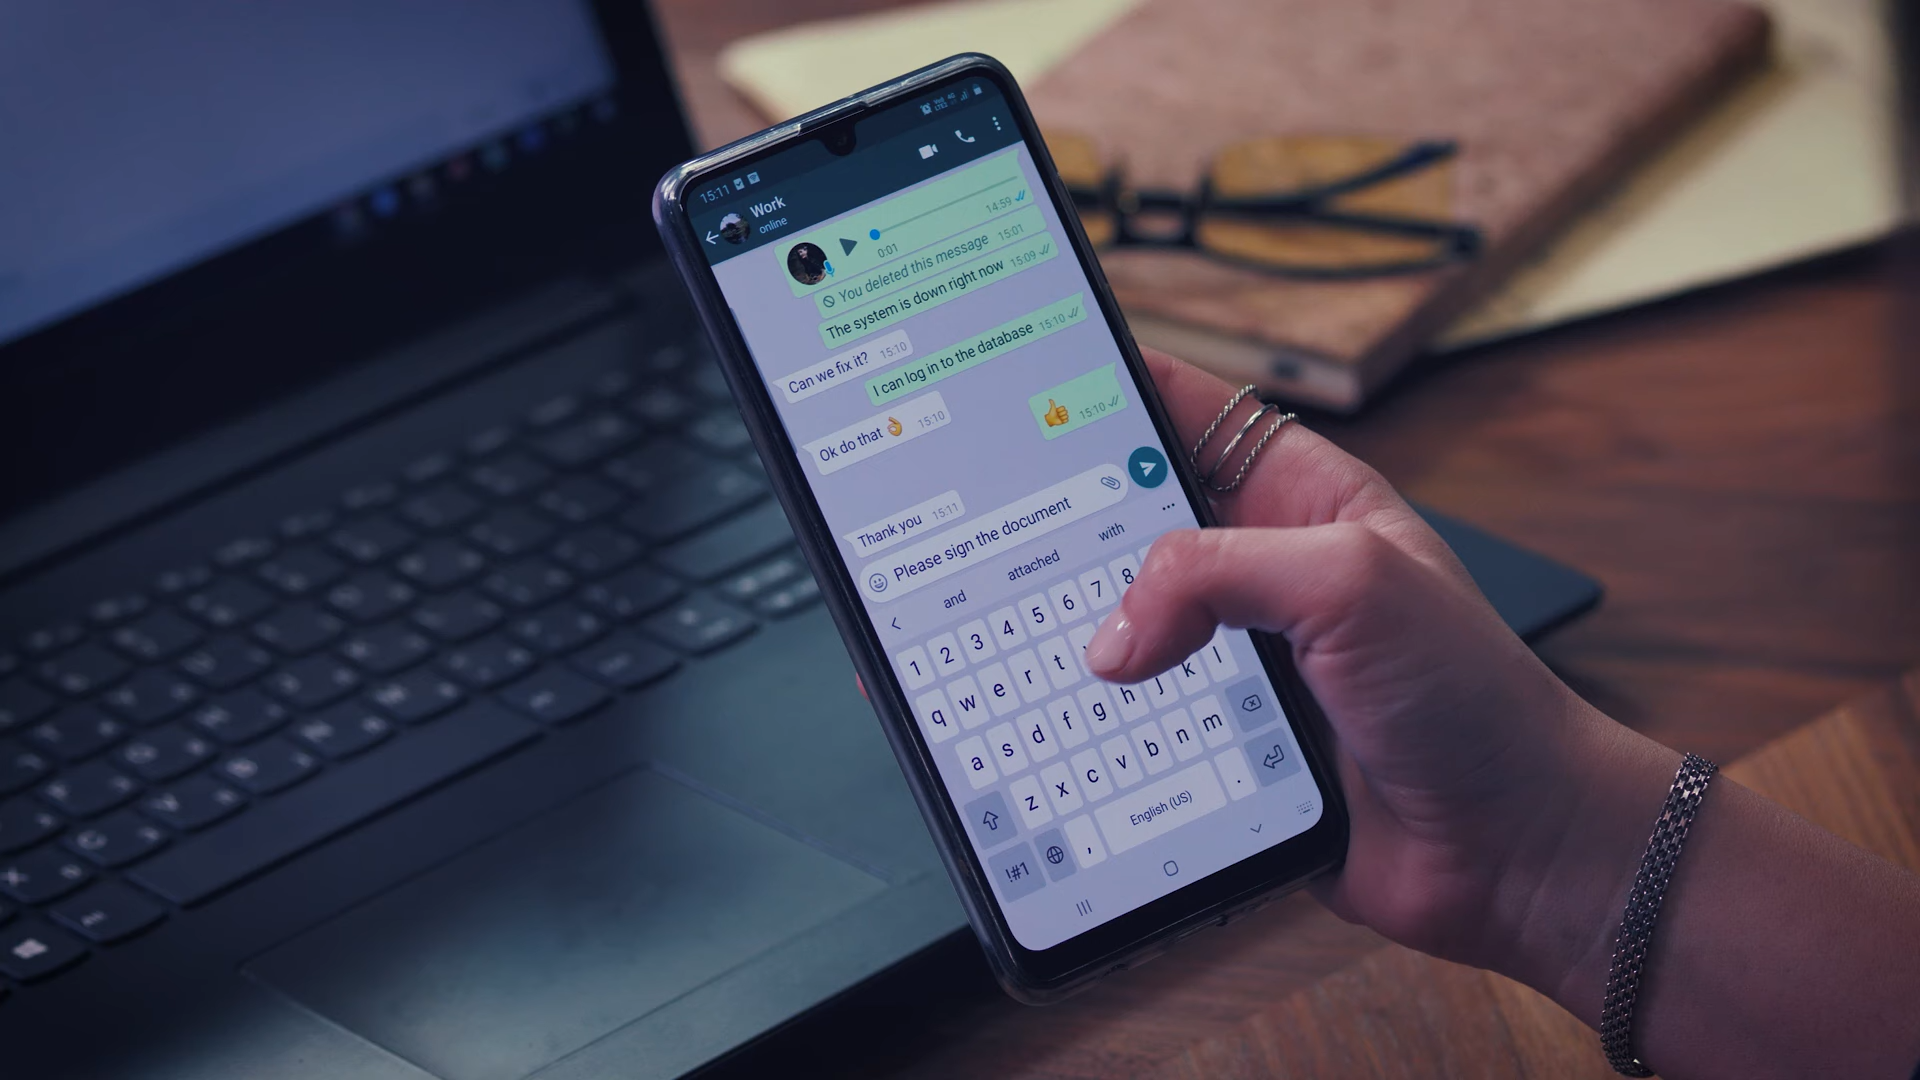 15:11
Work
online
14:59
0:01
You deleted this message 15:01
The system is down right now 15:09
Can we fix it? 15:10
I can log in to the database 15:10
Ok do that 👌 15:10
👍 15:10
Thank you 15:11
Please sign the document
and attached with
1 2 3 4 5 6 7 8
q w e r t
a s d f g h j k l
z x c v b n m
!#1 , English (US) .